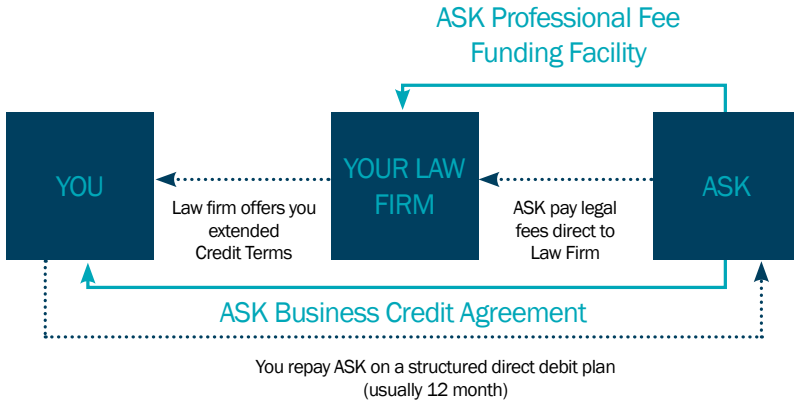 ASK Professional Fee
Funding Facility
YOU
YOUR LAW
FIRM
ASK
Law firm offers you
extended
Credit Terms
ASK pay legal
fees direct to
Law Firm
ASK Business Credit Agreement
You repay ASK on a structured direct debit plan
(usually 12 month)